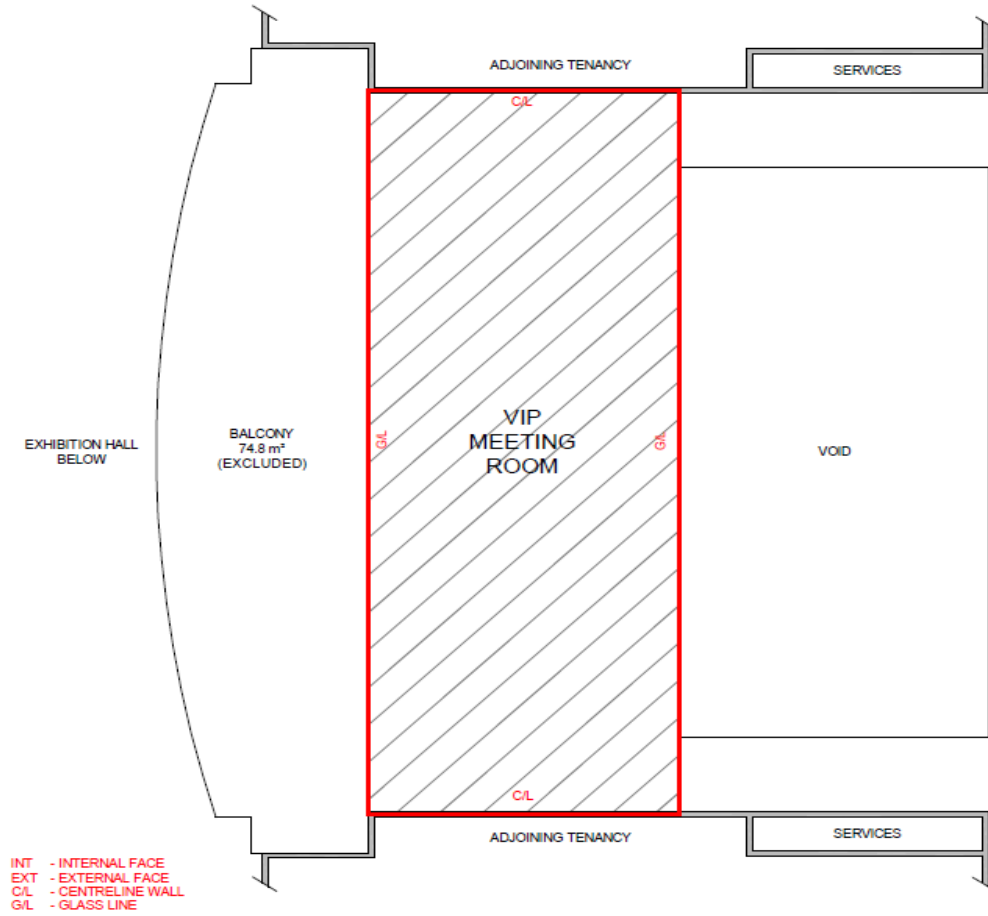 ADJOINING TENANCY
SERVICES
C/L
VIP
MEETING
ROOM
G/L
G/L
EXHIBITION HALL
BELOW
BALCONY
74.8 m²
(EXCLUDED)
VOID
C/L
ADJOINING TENANCY
SERVICES
INT - INTERNAL FACE
EXT - EXTERNAL FACE
C/L - CENTRELINE WALL
G/L - GLASS LINE